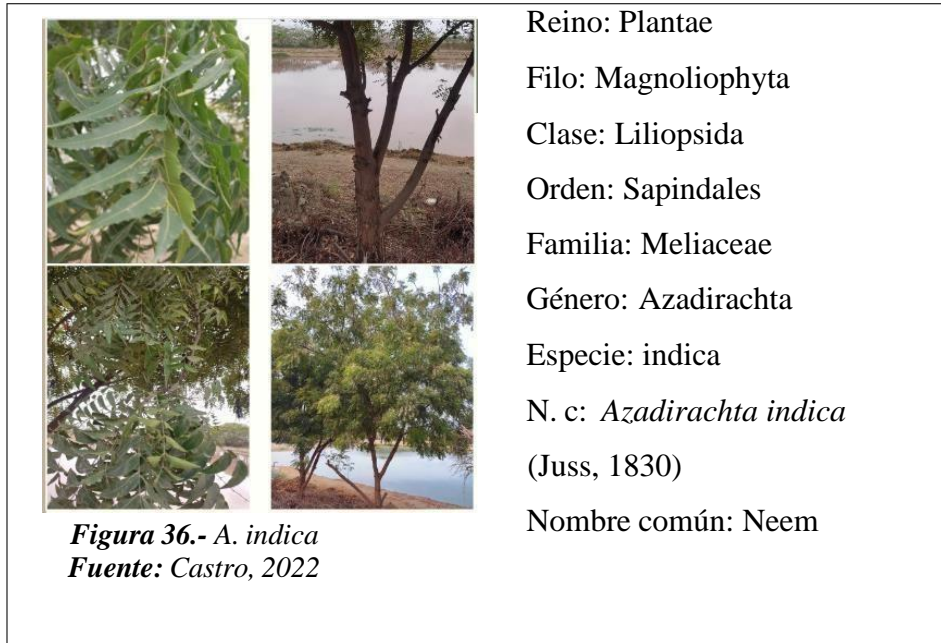 Reino: Plantae
Filo: Magnoliophyta
Clase: Liliopsida
Orden: Sapindales
Familia: Meliaceae
Género: Azadirachta
Especie: indica
N. c: Azadirachta indica
(Juss, 1830)
Nombre común: Neem
Figura 36.- A. indica
Fuente: Castro, 2022